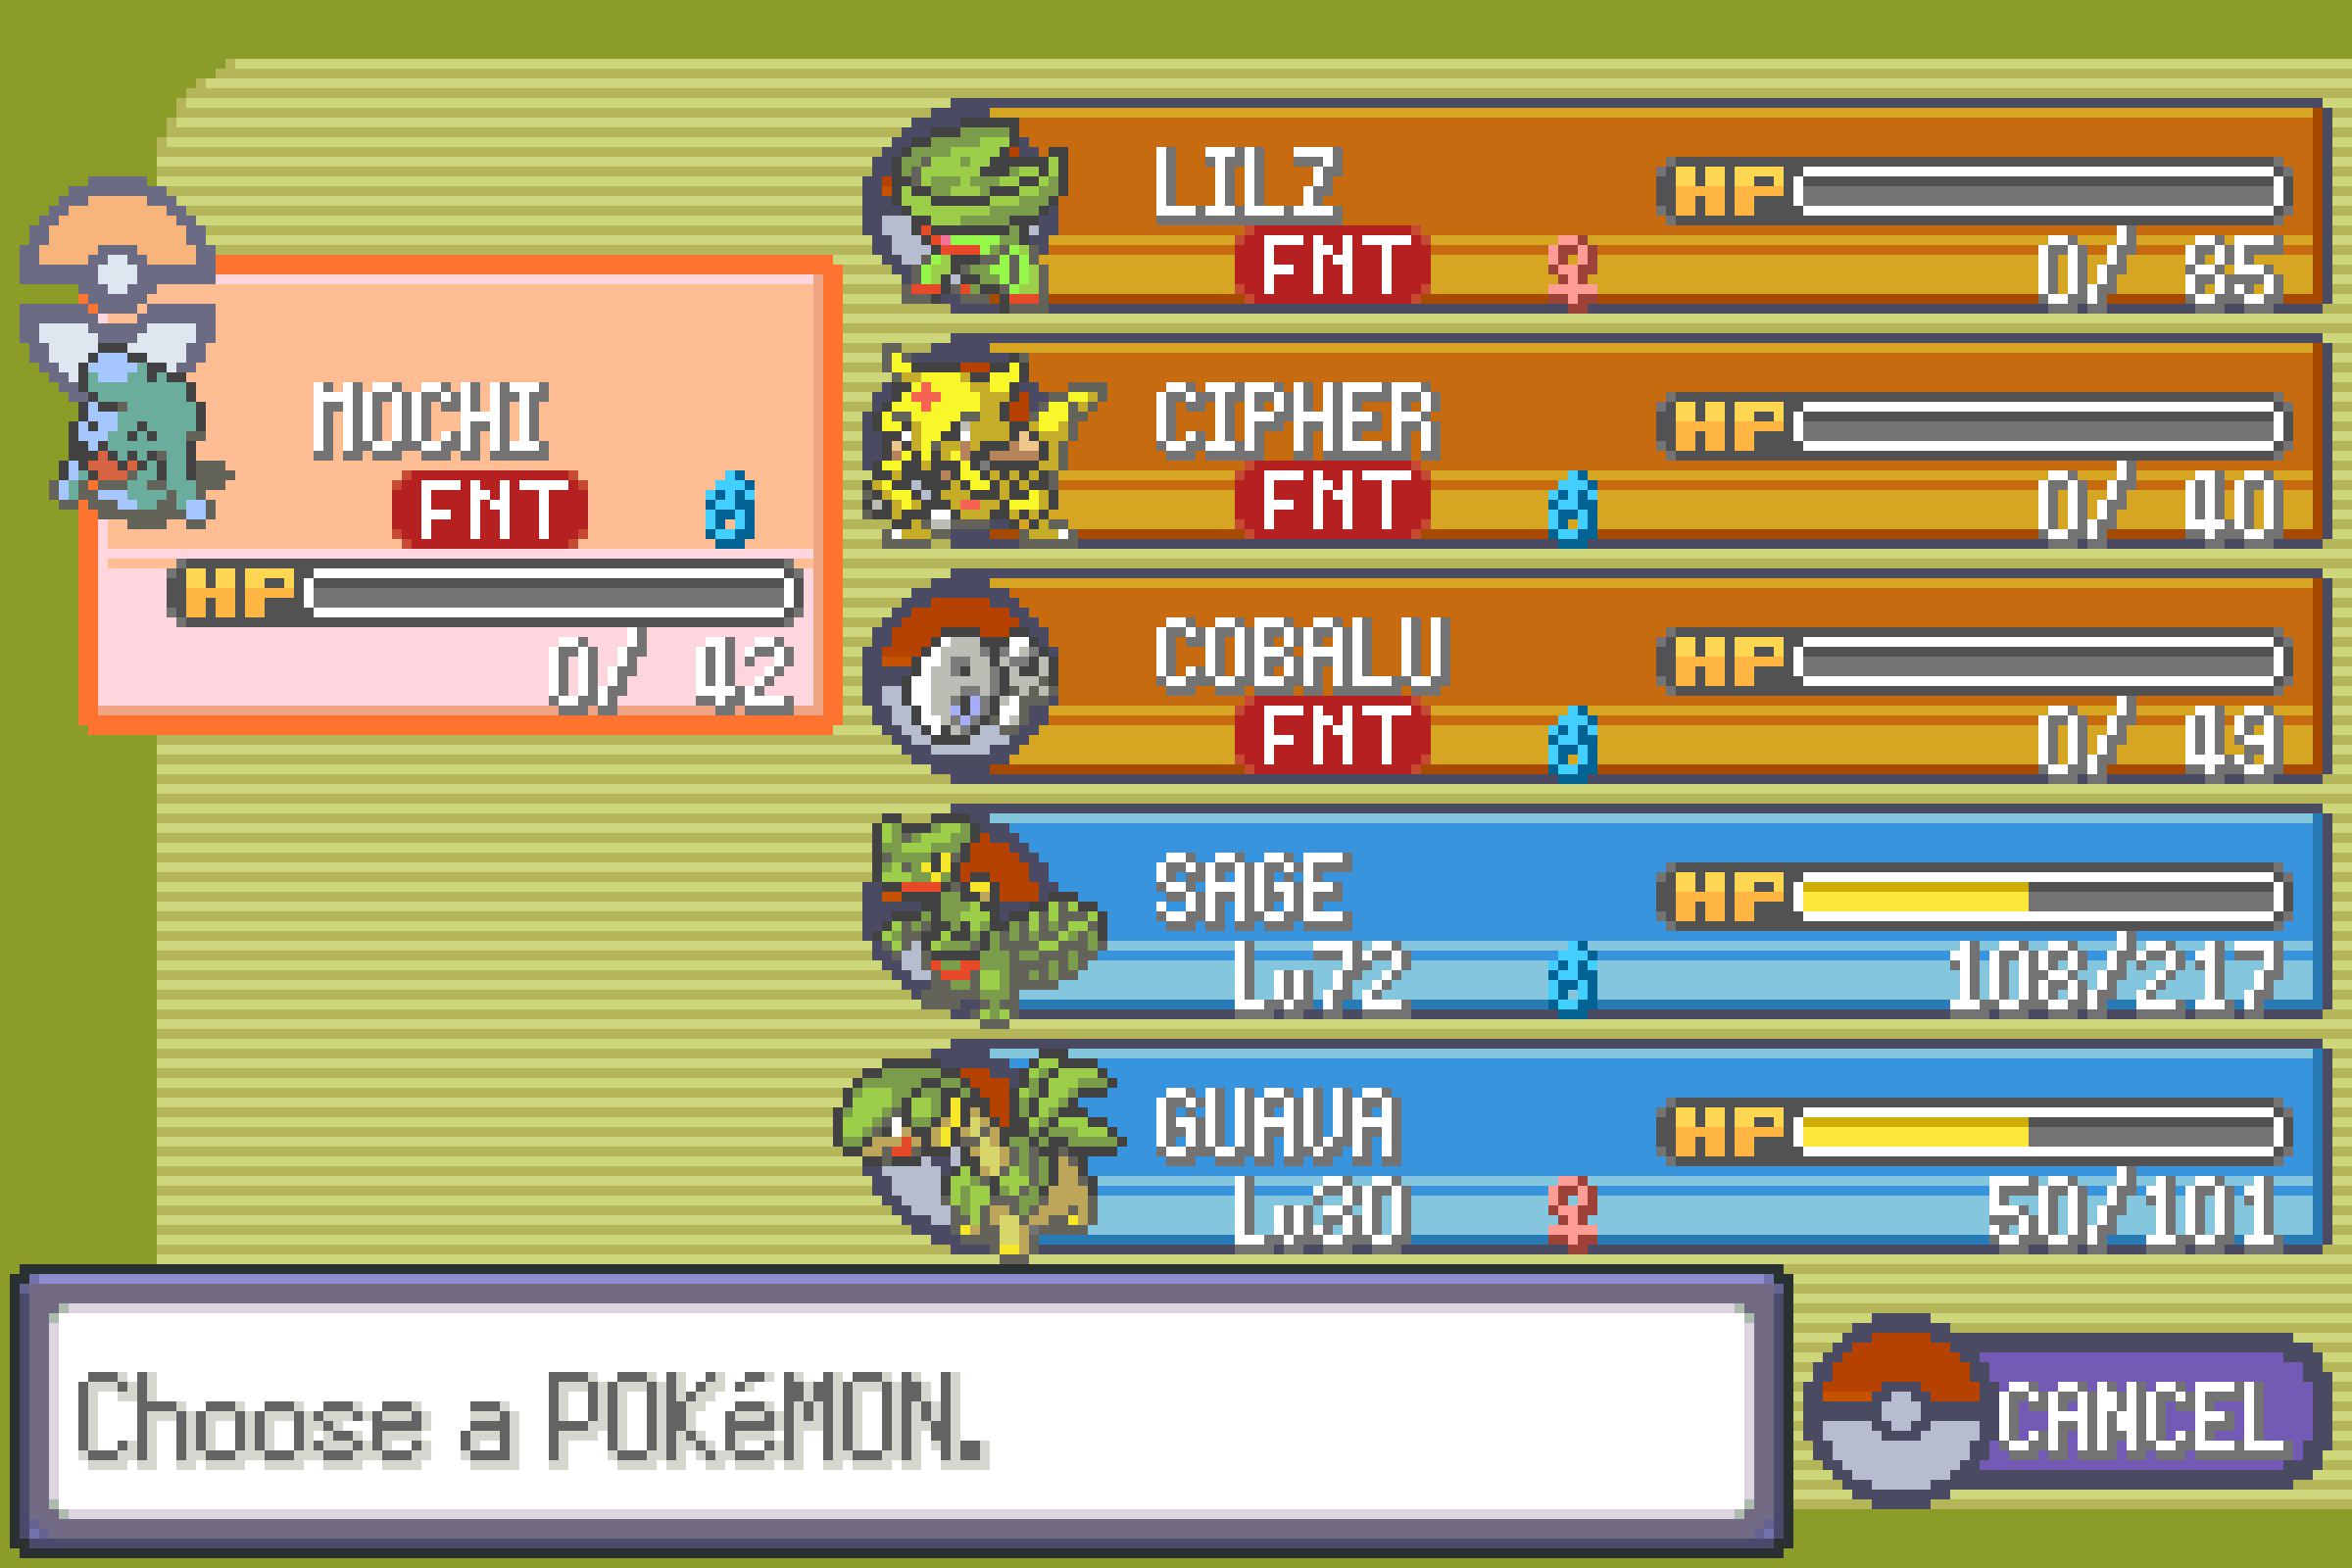 MOCHI
FNT ♂
HP
0/ 42
LILZ
HP
FNT ♀
0/ 85
CIPHER
HP
FNT ♂
0/ 40
COBALU
HP
FNT ♂
0/ 49
SAGE
HP
Lv72 ♂
108/217
GUAVA
HP
Lv30 ♀
50/101
Choose a POKéMON.
CANCEL